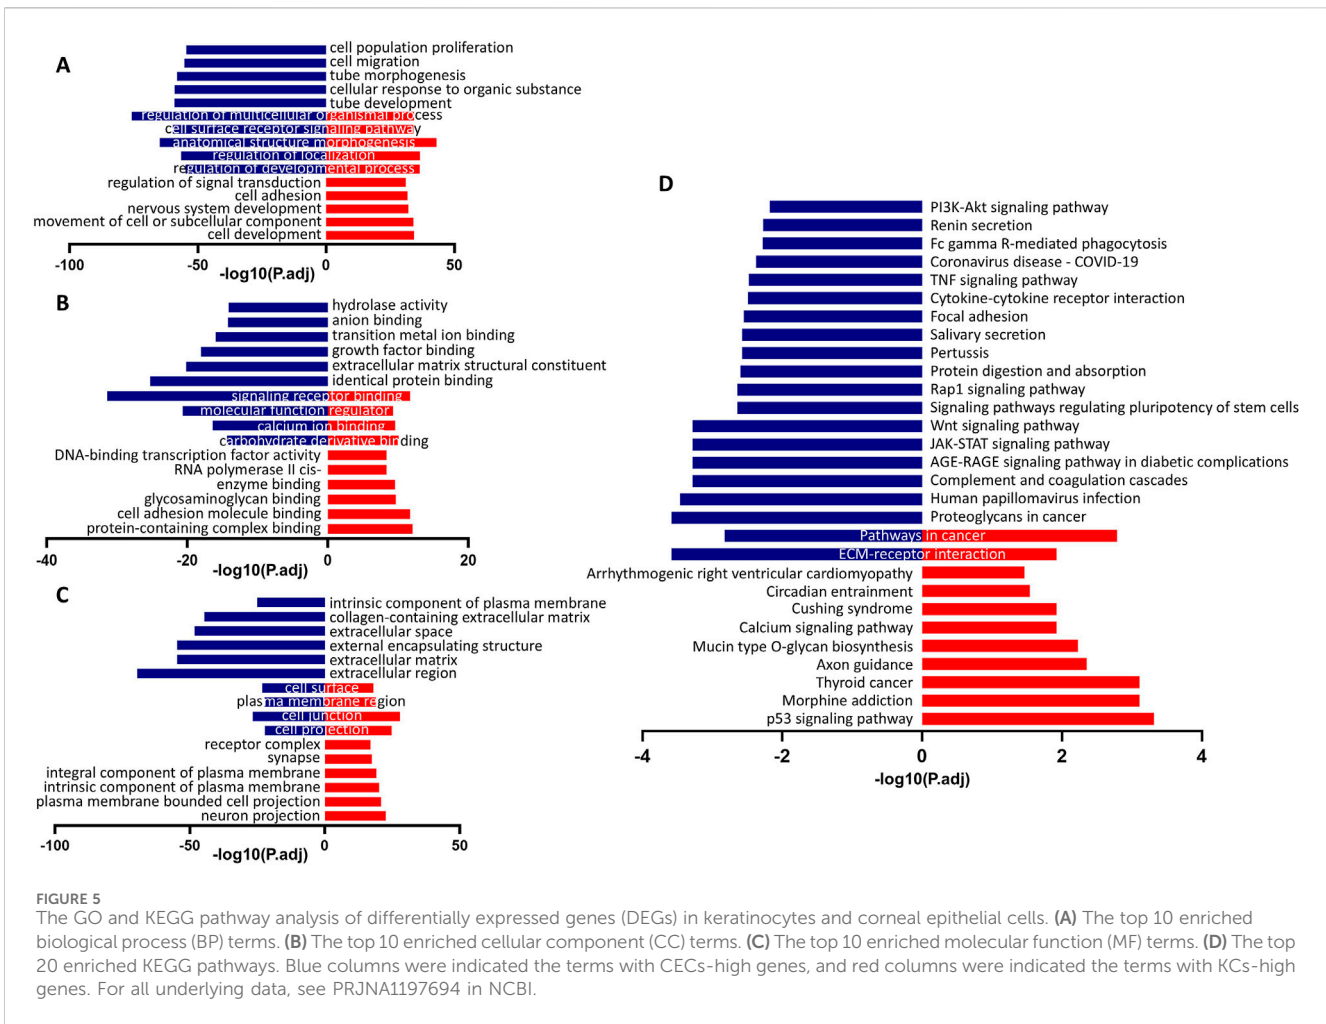 A
cell population proliferation
cell migration
tube morphogenesis
cellular response to organic substance
tube development
regulation of multicellular organismal process
cell surface receptor signaling pathway
anatomical structure morphogenesis
regulation of localization
regulation of developmental process
regulation of signal transduction
cell adhesion
nervous system development
movement of cell or subcellular component
cell development
-100 -50 0 50
-log10(P.adj)
B
hydrolase activity
anion binding
transition metal ion binding
growth factor binding
extracellular matrix structural constituent
identical protein binding
signaling receptor binding
molecular function regulator
calcium ion binding
carbohydrate derivative binding
DNA-binding transcription factor activity
RNA polymerase II cis-
enzyme binding
glycosaminoglycan binding
cell adhesion molecule binding
protein-containing complex binding
-40 -20 0 20
-log10(P.adj)
C
intrinsic component of plasma membrane
collagen-containing extracellular matrix
extracellular space
external encapsulating structure
extracellular matrix
extracellular region
cell surface
plasma membrane region
cell junction
cell projection
receptor complex
synapse
integral component of plasma membrane
intrinsic component of plasma membrane
plasma membrane bounded cell projection
neuron projection
-100 -50 0 50
-log10(P.adj)
D
PI3K-Akt signaling pathway
Renin secretion
Fc gamma R-mediated phagocytosis
Coronavirus disease - COVID-19
TNF signaling pathway
Cytokine-cytokine receptor interaction
Focal adhesion
Salivary secretion
Pertussis
Protein digestion and absorption
Rap1 signaling pathway
Signaling pathways regulating pluripotency of stem cells
Wnt signaling pathway
JAK-STAT signaling pathway
AGE-RAGE signaling pathway in diabetic complications
Complement and coagulation cascades
Human papillomavirus infection
Proteoglycans in cancer
Pathways in cancer
ECM-receptor interaction
Arrhythmogenic right ventricular cardiomyopathy
Circadian entrainment
Cushing syndrome
Calcium signaling pathway
Mucin type O-glycan biosynthesis
Axon guidance
Thyroid cancer
Morphine addiction
p53 signaling pathway
-4 -2 0 2 4
-log10(P.adj)
FIGURE 5
The GO and KEGG pathway analysis of differentially expressed genes (DEGs) in keratinocytes and corneal epithelial cells. (A) The top 10 enriched
biological process (BP) terms. (B) The top 10 enriched cellular component (CC) terms. (C) The top 10 enriched molecular function (MF) terms. (D) The top
20 enriched KEGG pathways. Blue columns were indicated the terms with CECs-high genes, and red columns were indicated the terms with KCs-high
genes. For all underlying data, see PRJNA1197694 in NCBI.